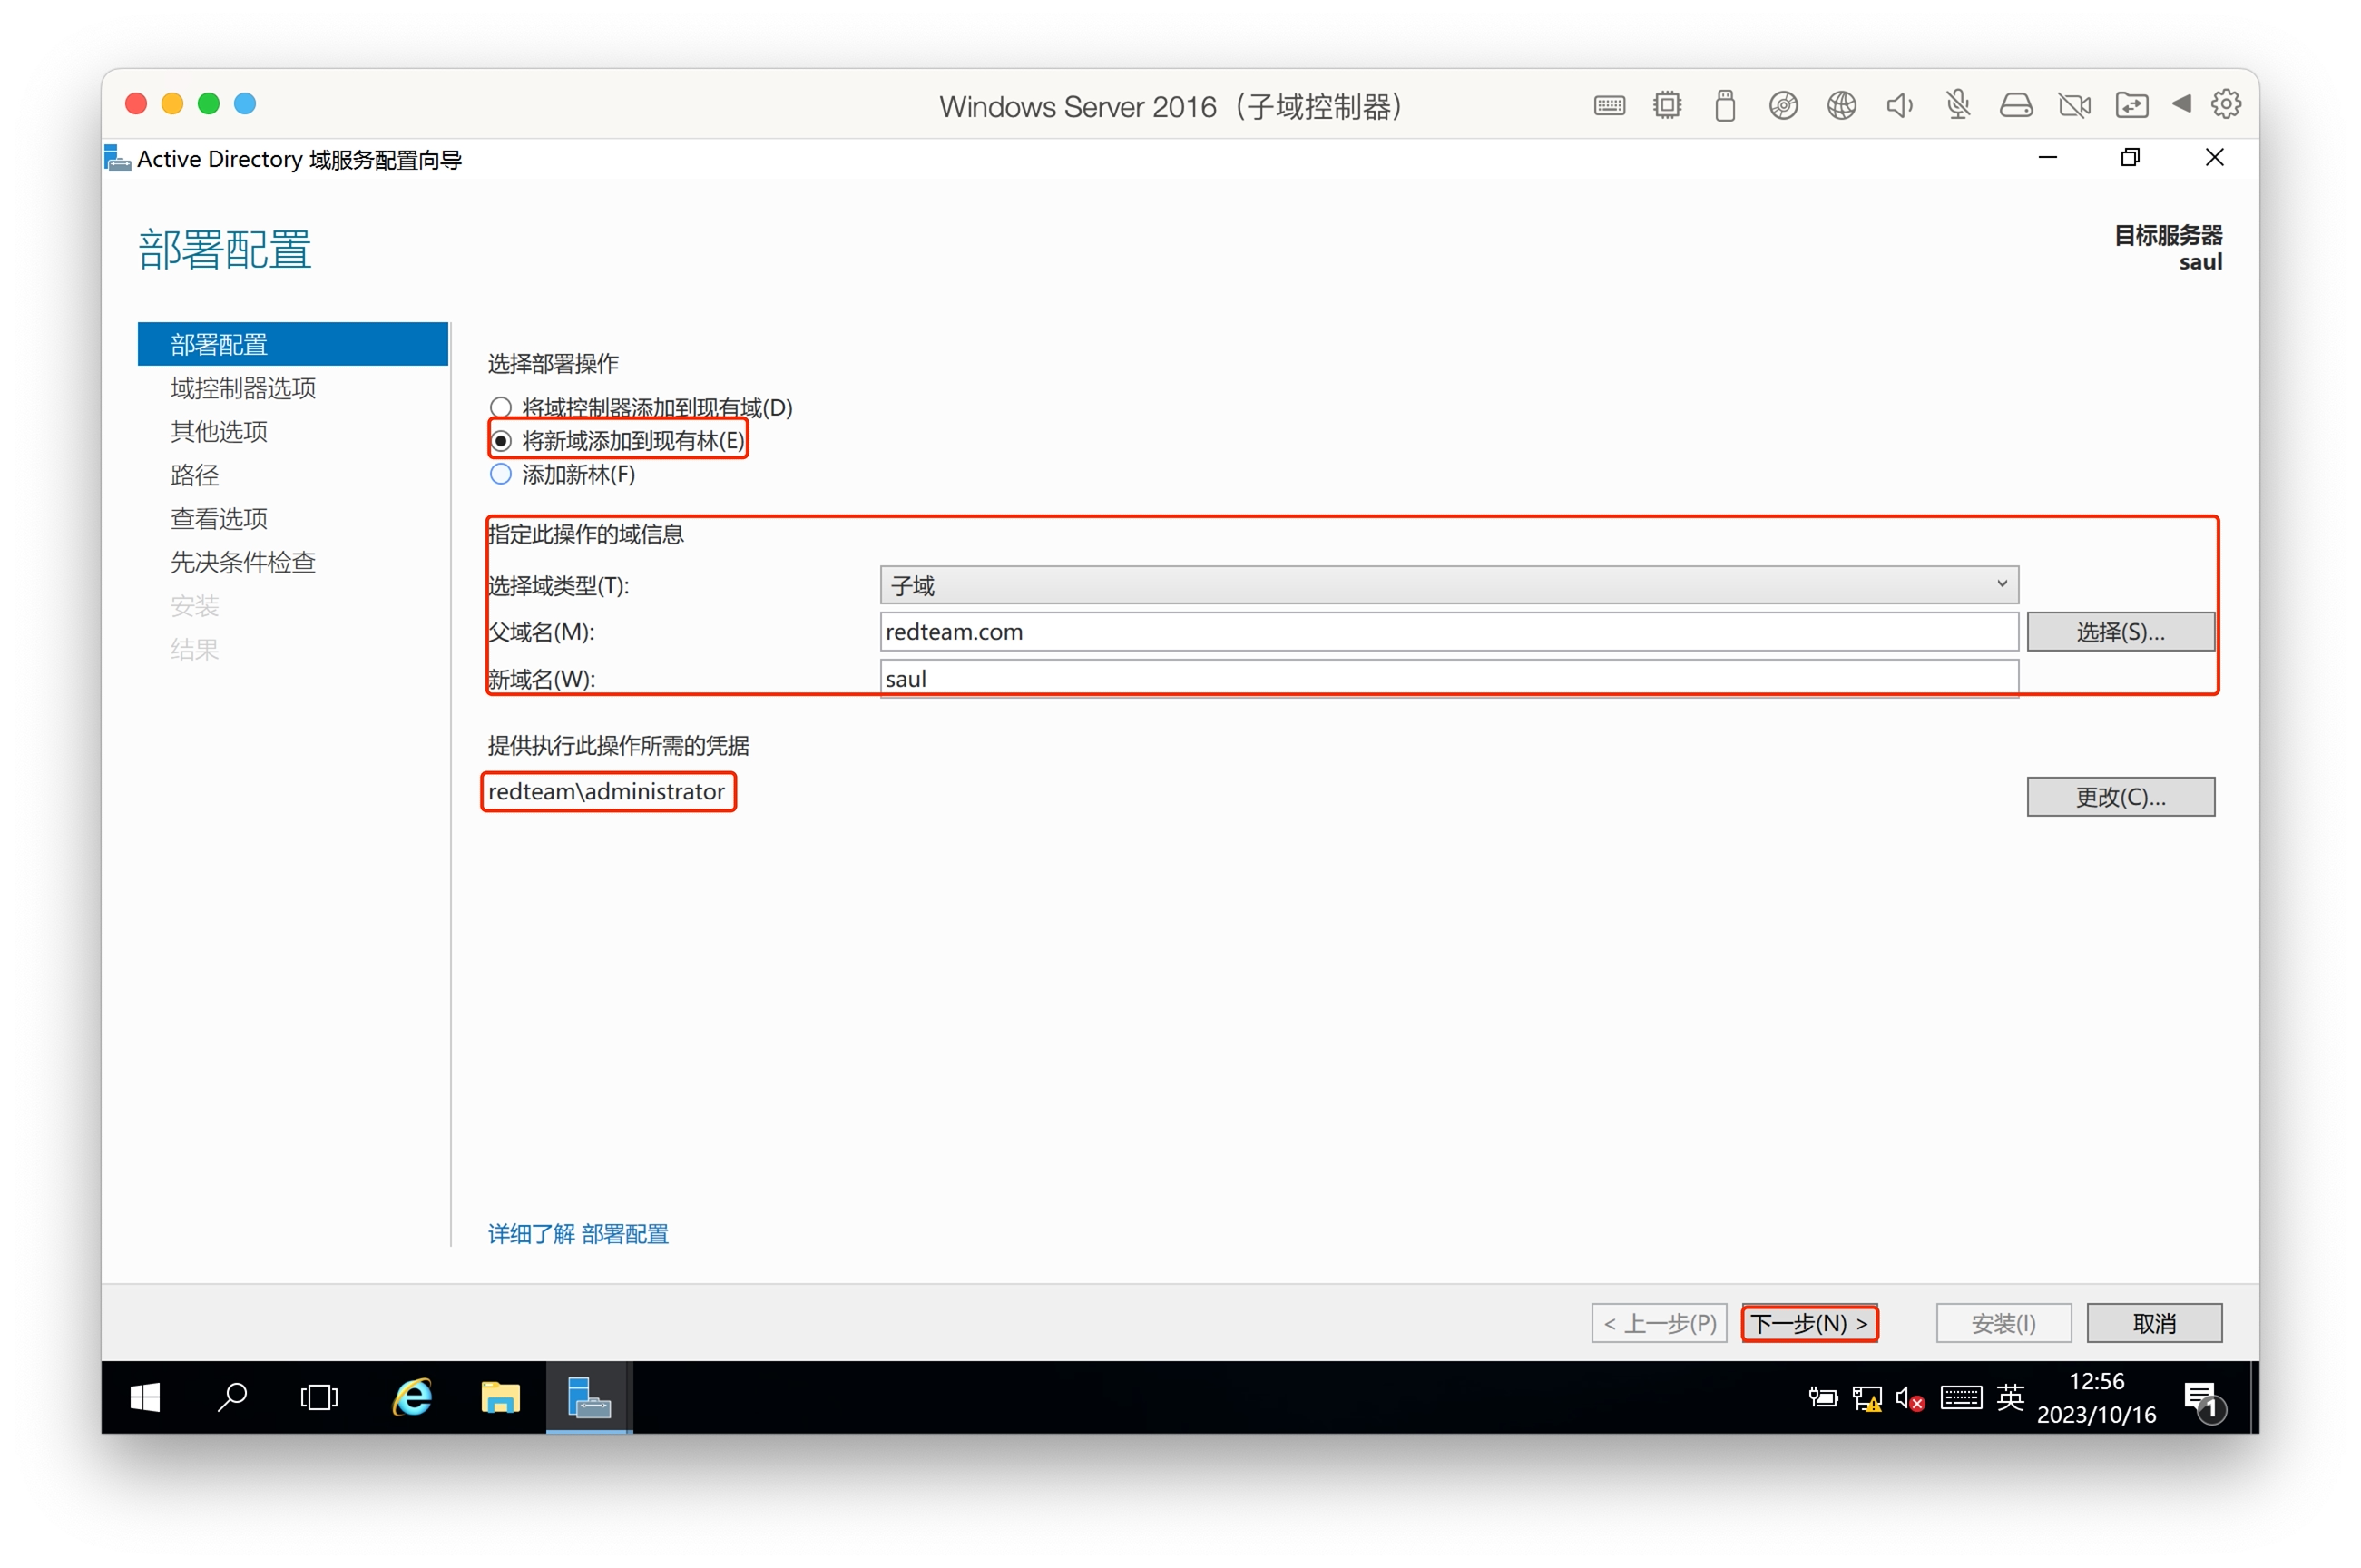 Windows Server 2016（子域控制器）
Active Directory 域服务配置向导
部署配置
目标服务器
saul
部署配置
域控制器选项
其他选项
路径
查看选项
先决条件检查
安装
结果
选择部署操作
将域控制器添加到现有域(D)
将新域添加到现有林(E)
添加新林(F)
指定此操作的域信息
选择域类型(T):
子域
父域名(M):
redteam.com
选择(S)...
新域名(W):
saul
提供执行此操作所需的凭据
redteam\administrator
更改(C)...
详细了解 部署配置
< 上一步(P)
下一步(N) >
安装(I)
取消
英
12:56
2023/10/16
1